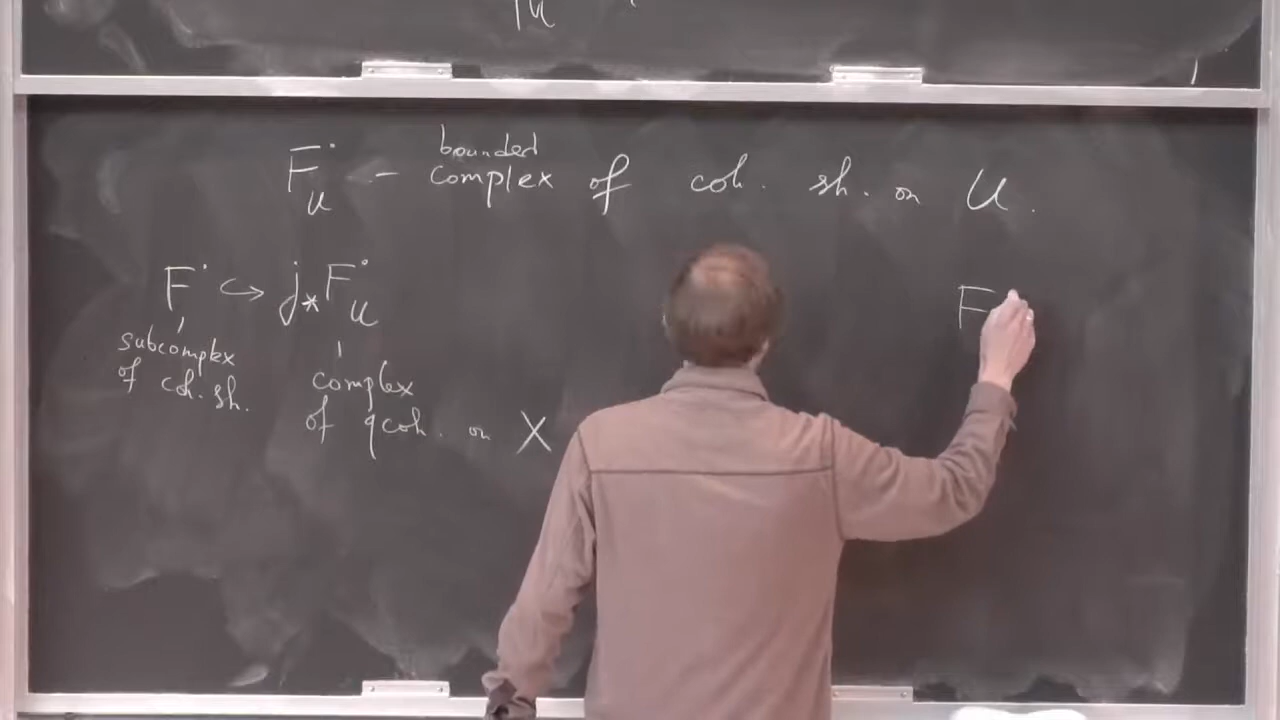 u
bounded
F_u^• – complex of coh. sh. on U.
F^• ↪ j_* F_u^•
subcomplex of coh. sh.
complex of qcoh. on X
F